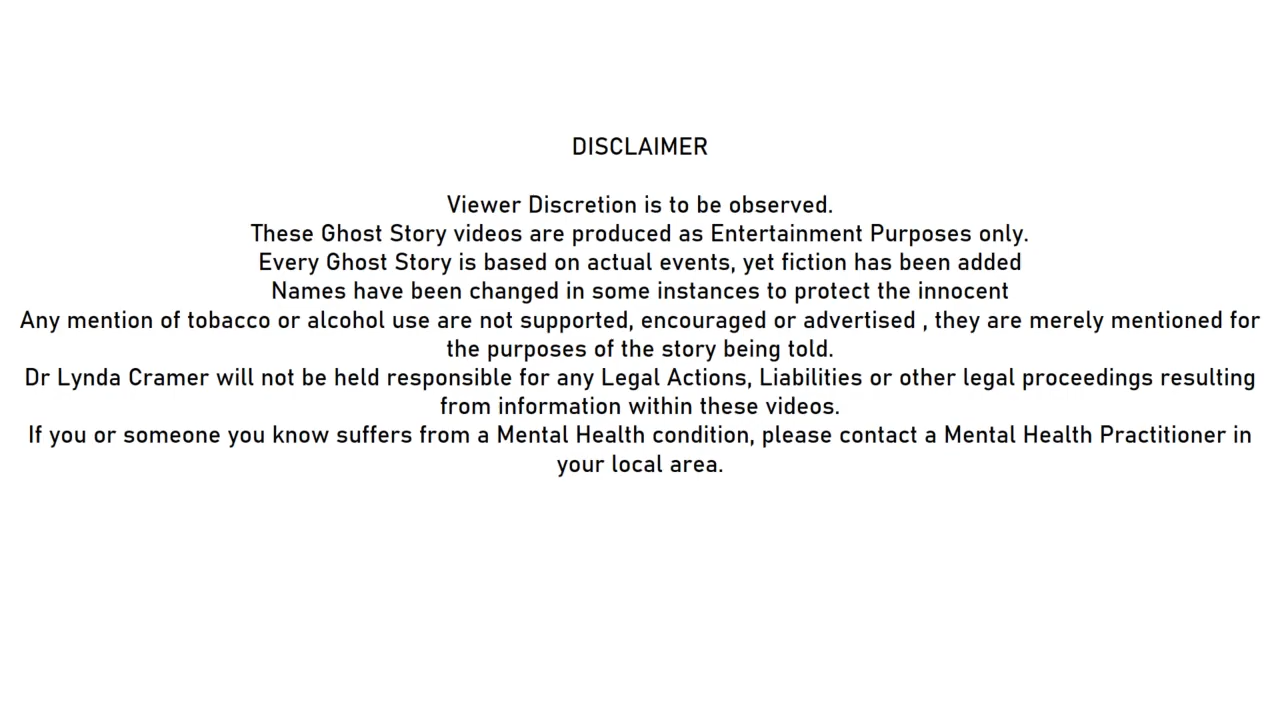 DISCLAIMER
Viewer Discretion is to be observed.
These Ghost Story videos are produced as Entertainment Purposes only.
Every Ghost Story is based on actual events, yet fiction has been added
Names have been changed in some instances to protect the innocent
Any mention of tobacco or alcohol use are not supported, encouraged or advertised , they are merely mentioned for
the purposes of the story being told.
Dr Lynda Cramer will not be held responsible for any Legal Actions, Liabilities or other legal proceedings resulting
from information within these videos.
If you or someone you know suffers from a Mental Health condition, please contact a Mental Health Practitioner in
your local area.